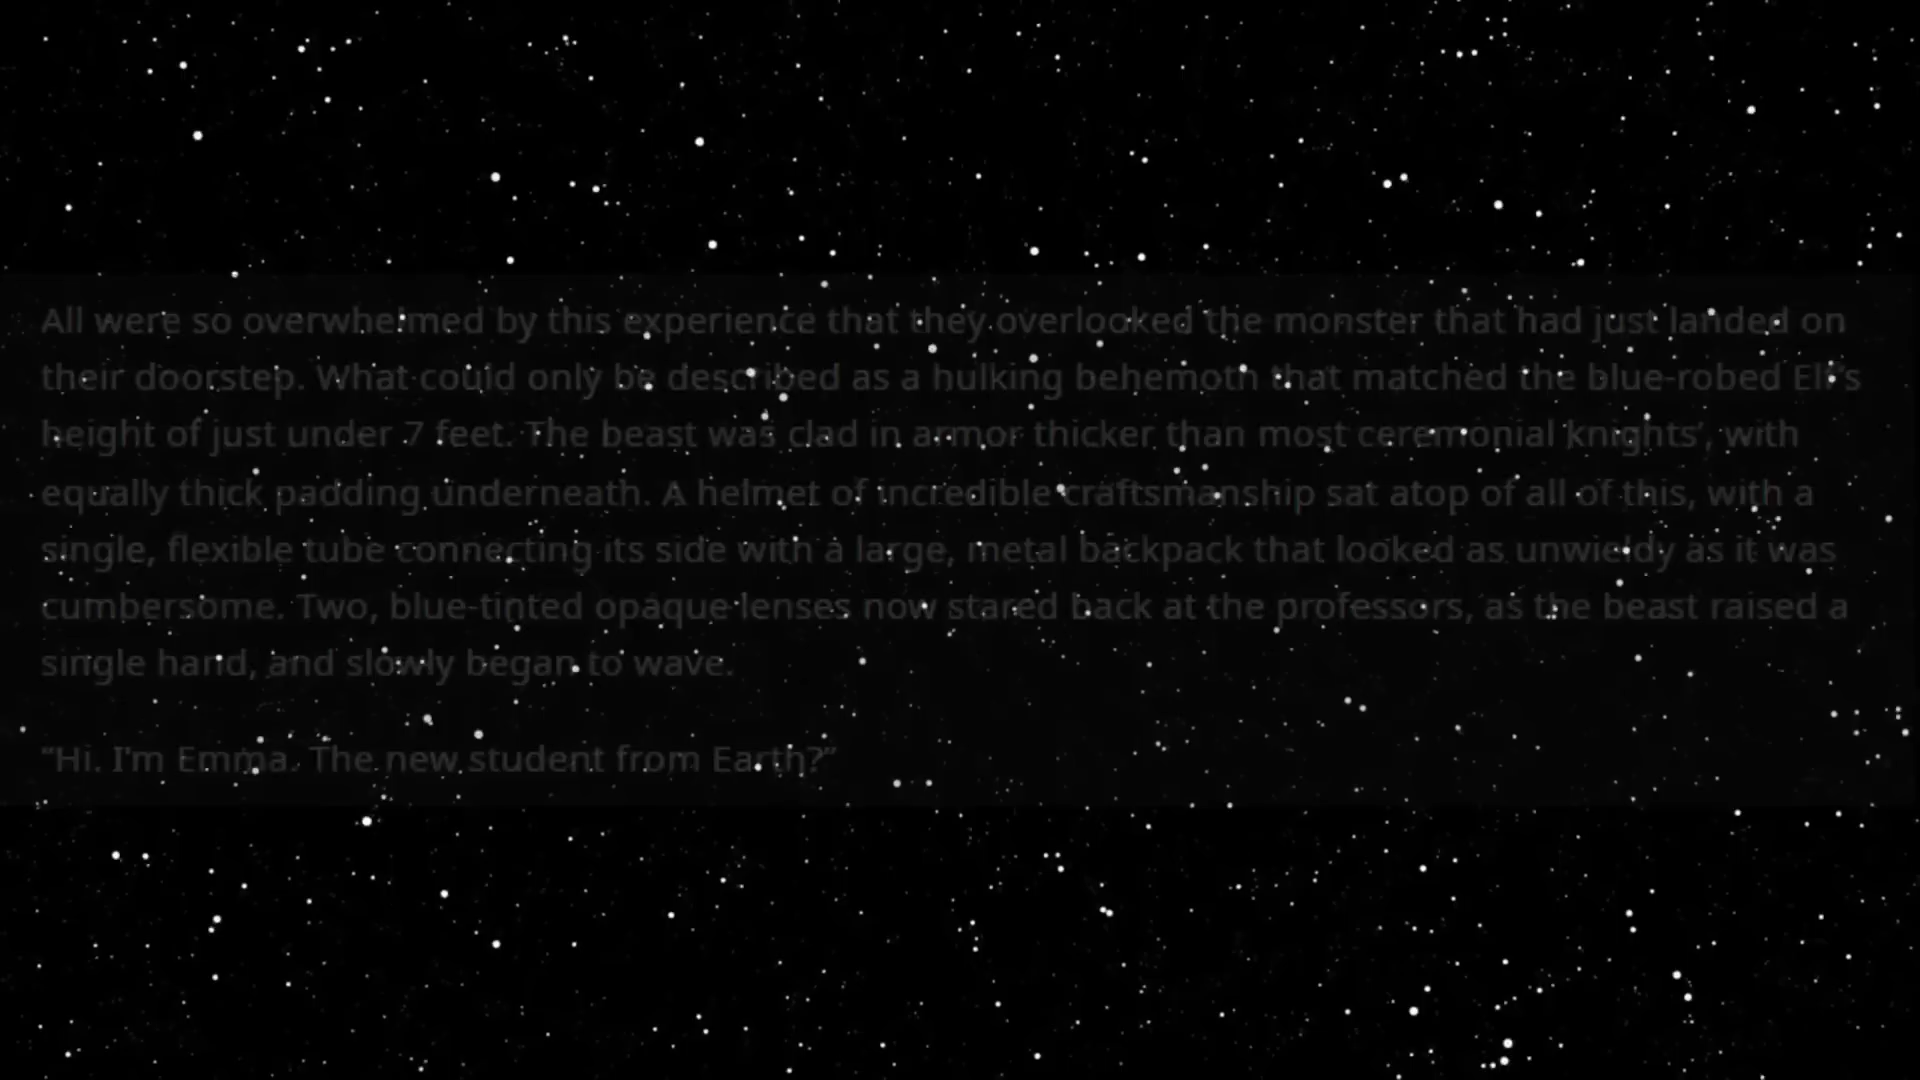 All were so overwhelmed by this experience that they overlooked the monster that had just landed on
their doorstep. What could only be described as a hulking behemoth that matched the blue-robed Elf's
height of just under 7 feet. The beast was clad in armor thicker than most ceremonial knights', with
equally thick padding underneath. A helmet of incredible craftsmanship sat atop of all of this, with a
single, flexible tube connecting its side with a large, metal backpack that looked as unwieldy as it was
cumbersome. Two, blue-tinted opaque lenses now stared back at the professors, as the beast raised a
single hand, and slowly began to wave.
“Hi. I'm Emma. The new student from Earth?”